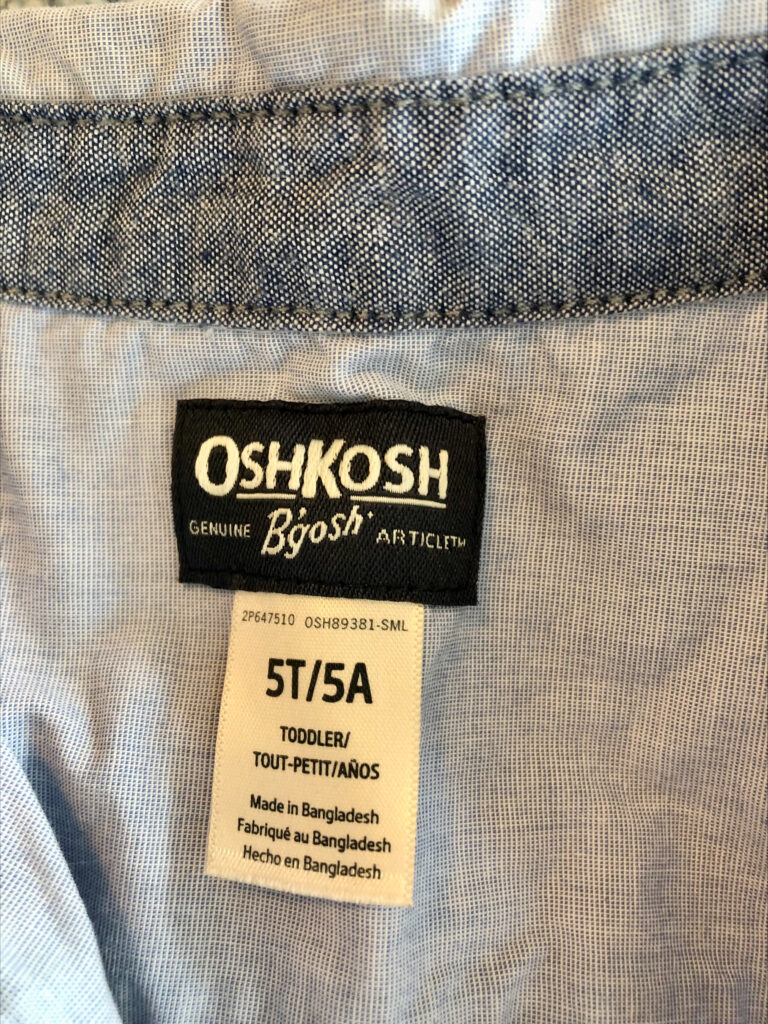 OSHKOSH
GENUINE B'gosh ARTICLE™
2P647510 OSH89381-SML
5T/5A
TODDLER/
TOUT-PETIT/AÑOS
Made in Bangladesh
Fabriqué au Bangladesh
Hecho en Bangladesh